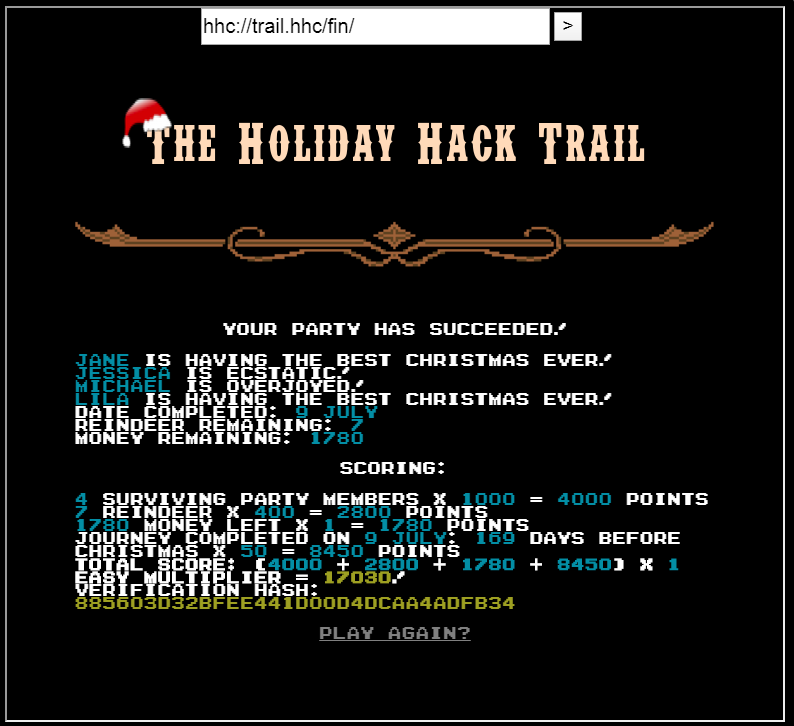 hhc://trail.hhc/fin/ >
THE HOLIDAY HACK TRAIL
YOUR PARTY HAS SUCCEEDED!
JANE IS HAVING THE BEST CHRISTMAS EVER!
JESSICA IS ECSTATIC!
MICHAEL IS OVERJOYED!
LILA IS HAVING THE BEST CHRISTMAS EVER!
DATE COMPLETED: 9 JULY
REINDEER REMAINING: 7
MONEY REMAINING: 1780
SCORING:
4 SURVIVING PARTY MEMBERS X 1000 = 4000 POINTS
7 REINDEER X 400 = 2800 POINTS
1780 MONEY LEFT X 1 = 1780 POINTS
JOURNEY COMPLETED ON 9 JULY: 169 DAYS BEFORE
CHRISTMAS X 50 = 8450 POINTS
TOTAL SCORE: (4000 + 2800 + 1780 + 8450) X 1
EASY MULTIPLIER = 17030!
VERIFICATION HASH:
885603D32BFEE441D00D4DCAA4ADFB34
PLAY AGAIN?